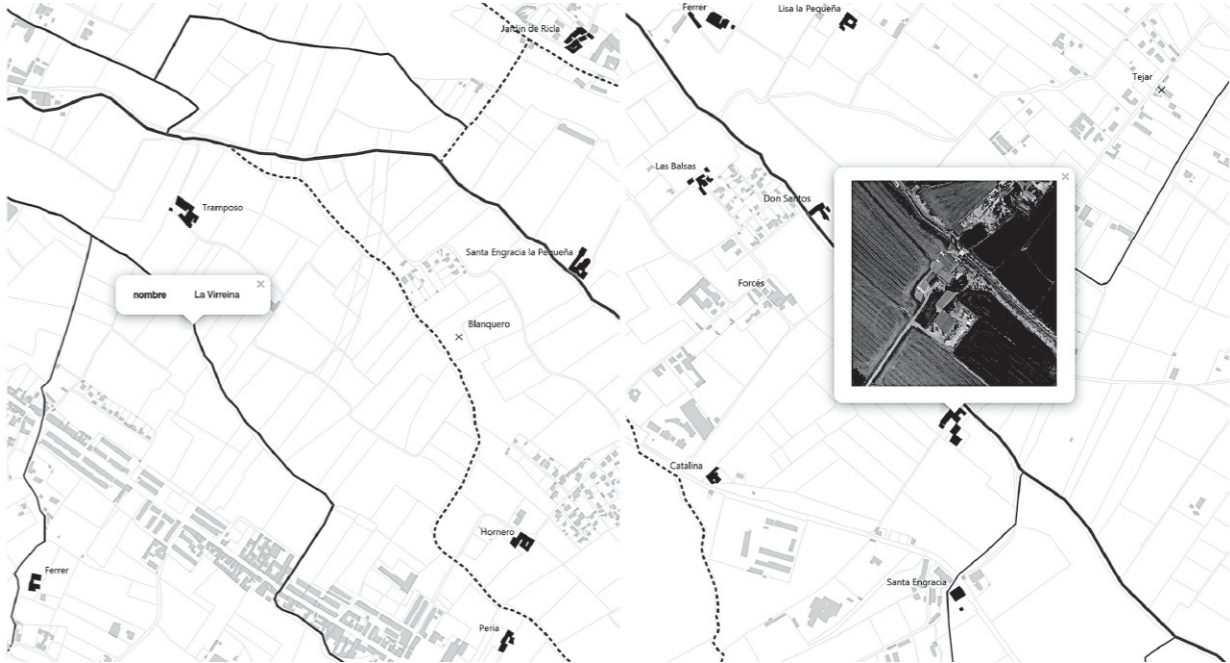 Jardin de Ricla
Tramposo
Santa Engracia la Pequeña
nombre La Virreina
Blanquero
Hornero
Ferrer
Peria
Ferrer
Lisa la Pequeña
Tejar
Las Balsas
Don Santos
Forcés
Catalina
Santa Engracia